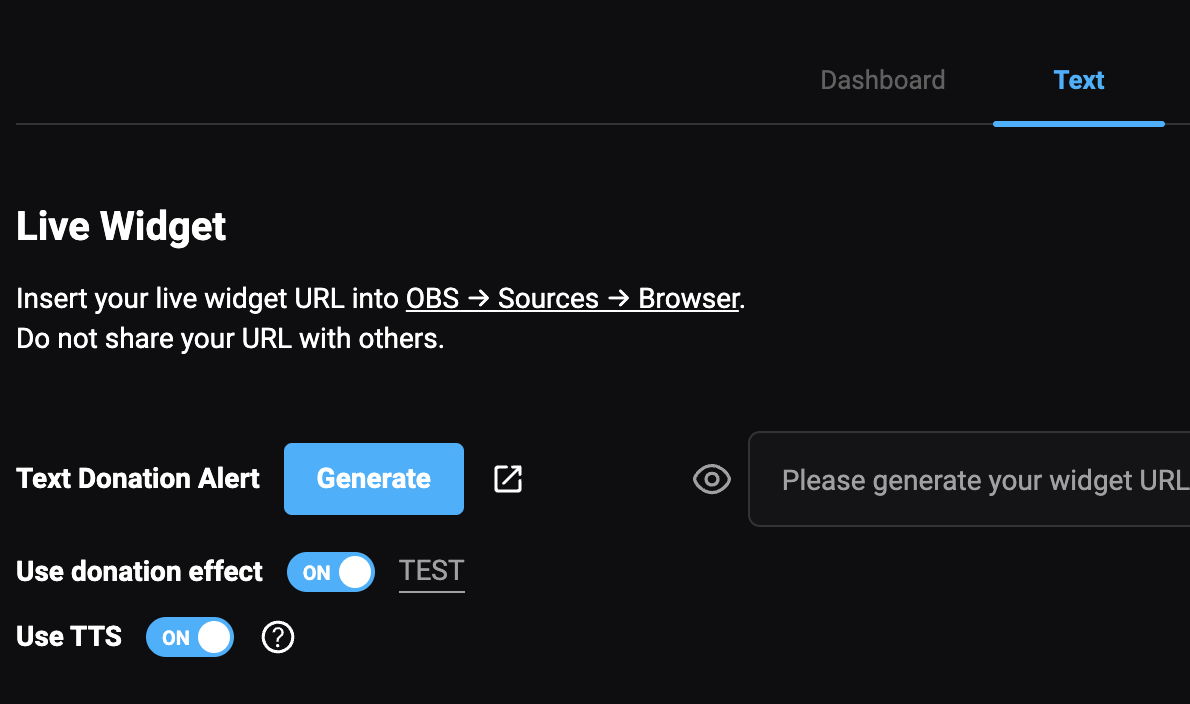 Dashboard Text
Live Widget
Insert your live widget URL into OBS → Sources → Browser.
Do not share your URL with others.
Text Donation Alert Generate Please generate your widget URL
Use donation effect ON TEST
Use TTS ON ?